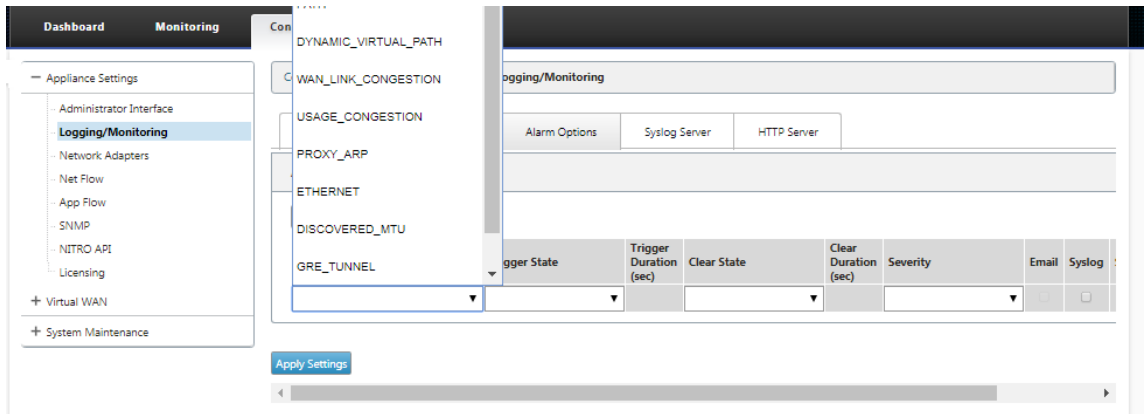 Dashboard Monitoring Con
DYNAMIC_VIRTUAL_PATH
WAN_LINK_CONGESTION
USAGE_CONGESTION
PROXY_ARP
ETHERNET
DISCOVERED_MTU
GRE_TUNNEL
Appliance Settings
Administrator Interface
Logging/Monitoring
Network Adapters
Net Flow
App Flow
SNMP
NITRO API
Licensing
Virtual WAN
System Maintenance
C ogging/Monitoring
Alarm Options Syslog Server HTTP Server
gger State Trigger Duration (sec) Clear State Clear Duration (sec) Severity Email Syslog
Apply Settings